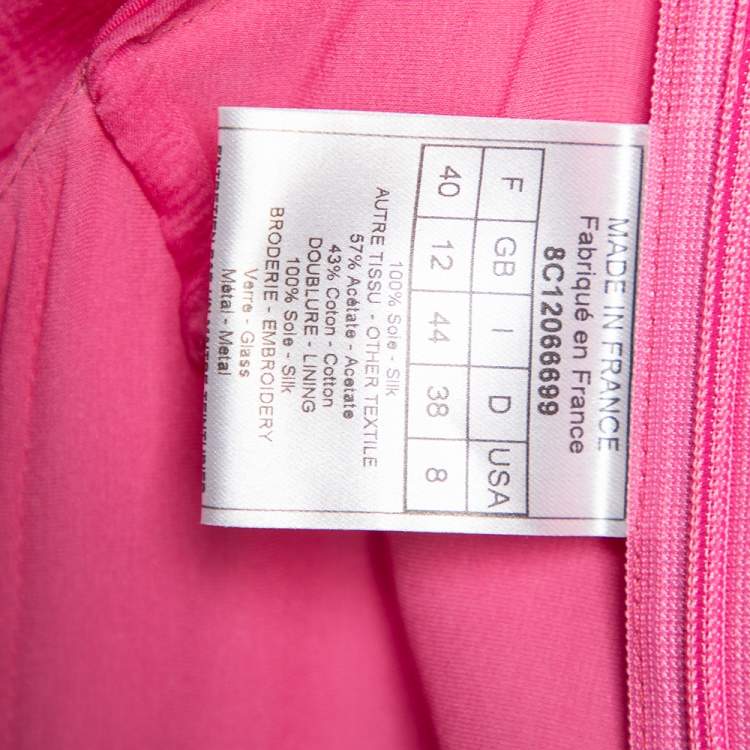 MADE IN FRANCE
Fabriqué en France
8C12066699
F GB I D USA
40 12 44 38 8
100% Soie - Silk
AUTRE TISSU - OTHER TEXTILE
57% Acétate - Acetate
43% Coton - Cotton
DOUBLURE - LINING
100% Soie - Silk
BRODERIE - EMBROIDERY
Verre - Glass
Métal - Metal